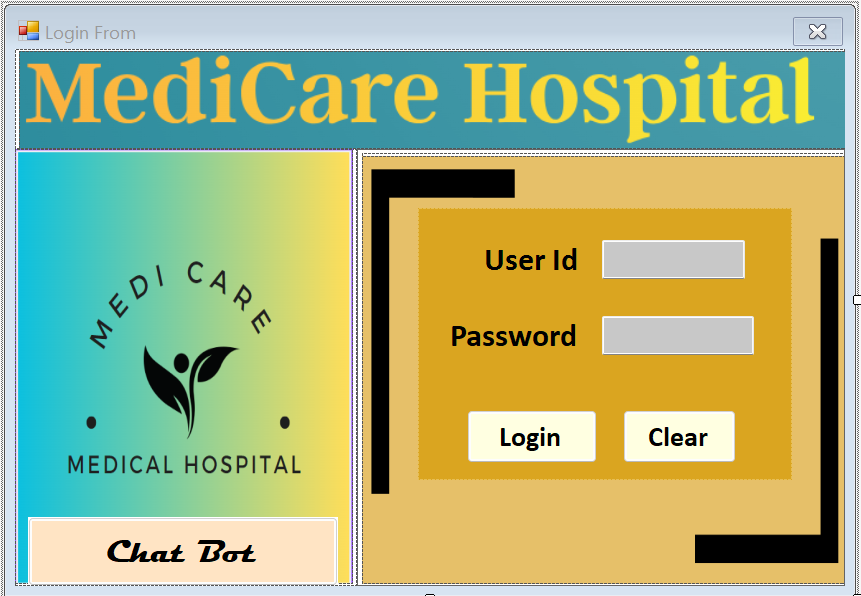 Login From
MediCare Hospital
MEDI CARE
MEDICAL HOSPITAL
Chat Bot
User Id
Password
Login
Clear